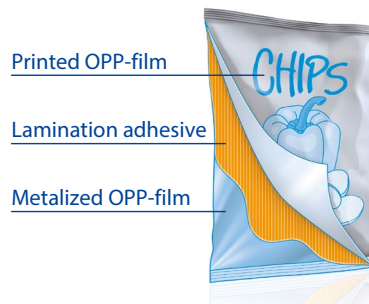 Printed OPP-film
CHIPS
Lamination adhesive
Metalized OPP-film